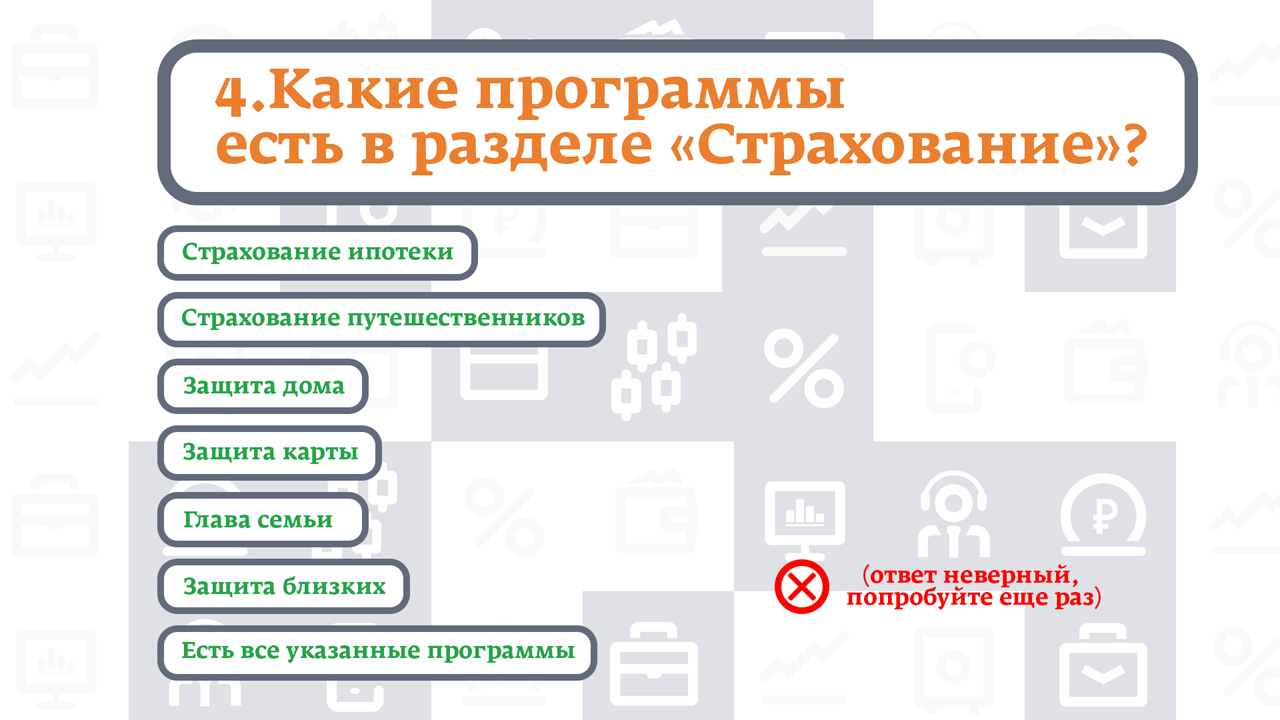 4.Какие программы
есть в разделе «Страхование»?
Страхование ипотеки
Страхование путешественников
Защита дома
Защита карты
Глава семьи
Защита близких
(ответ неверный,
попробуйте еще раз)
Есть все указанные программы